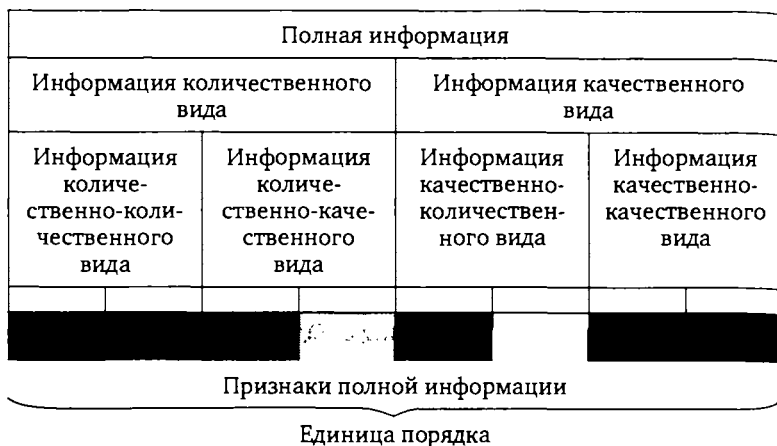 Полная информация
Информация количественного
вида
Информация качественного
вида
Информация
количе-
ственно-коли-
чественного
вида
Информация
количе-
ственно-каче-
ственного
вида
Информация
качественно-
количествен-
ного вида
Информация
качественно-
качественного
вида
Признаки полной информации
Единица порядка